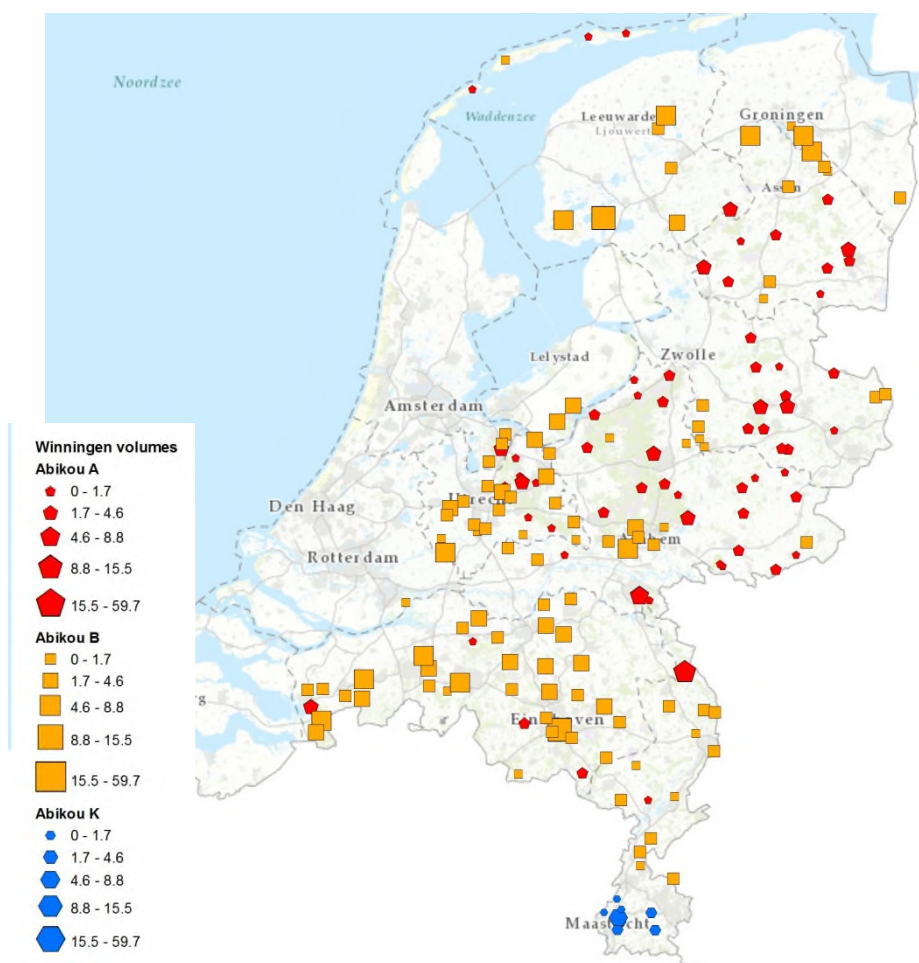 Noordzee
Waddenzee
Leeuwarde
Ljouwert
Groningen
Assen
Zwolle
Lelystad
Amsterdam
Den Haag
Utrecht
Rotterdam
Arnhem
Eindhoven
Maastricht
Winningen volumes
Abikou A
0 - 1.7
1.7 - 4.6
4.6 - 8.8
8.8 - 15.5
15.5 - 59.7
Abikou B
0 - 1.7
1.7 - 4.6
4.6 - 8.8
8.8 - 15.5
15.5 - 59.7
Abikou K
0 - 1.7
1.7 - 4.6
4.6 - 8.8
8.8 - 15.5
15.5 - 59.7